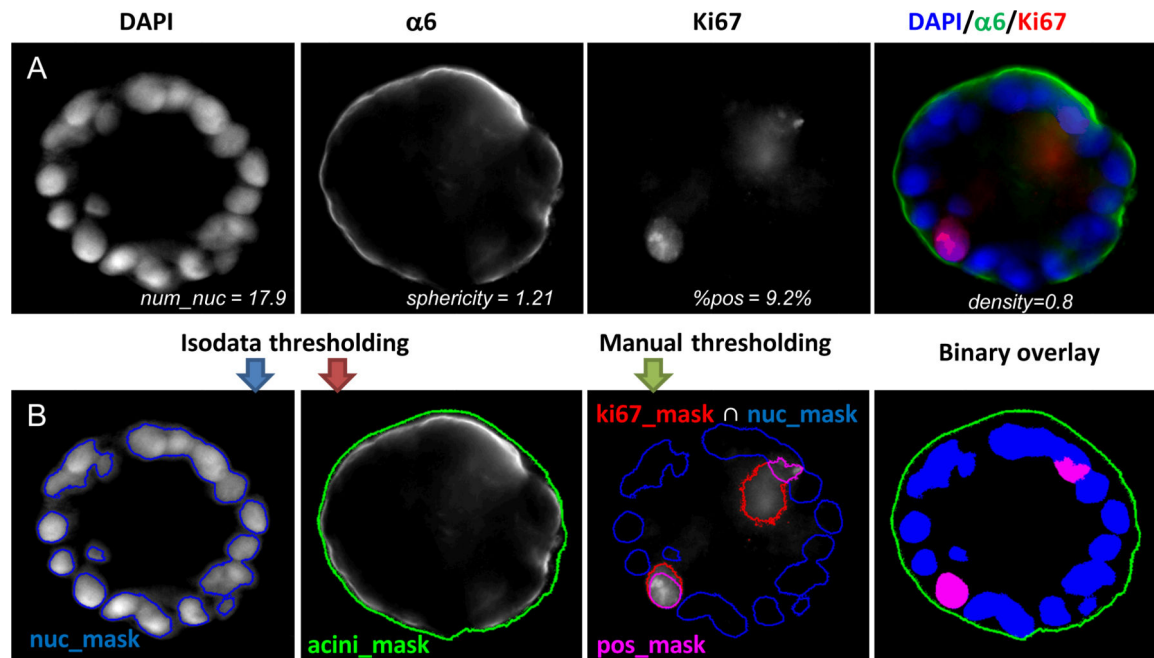 DAPI
α6
Ki67
DAPI/α6/Ki67
A
num_nuc = 17.9
sphericity = 1.21
%pos = 9.2%
density=0.8
Isodata thresholding
Manual thresholding
Binary overlay
B
ki67_mask ∩ nuc_mask
nuc_mask
acini_mask
pos_mask